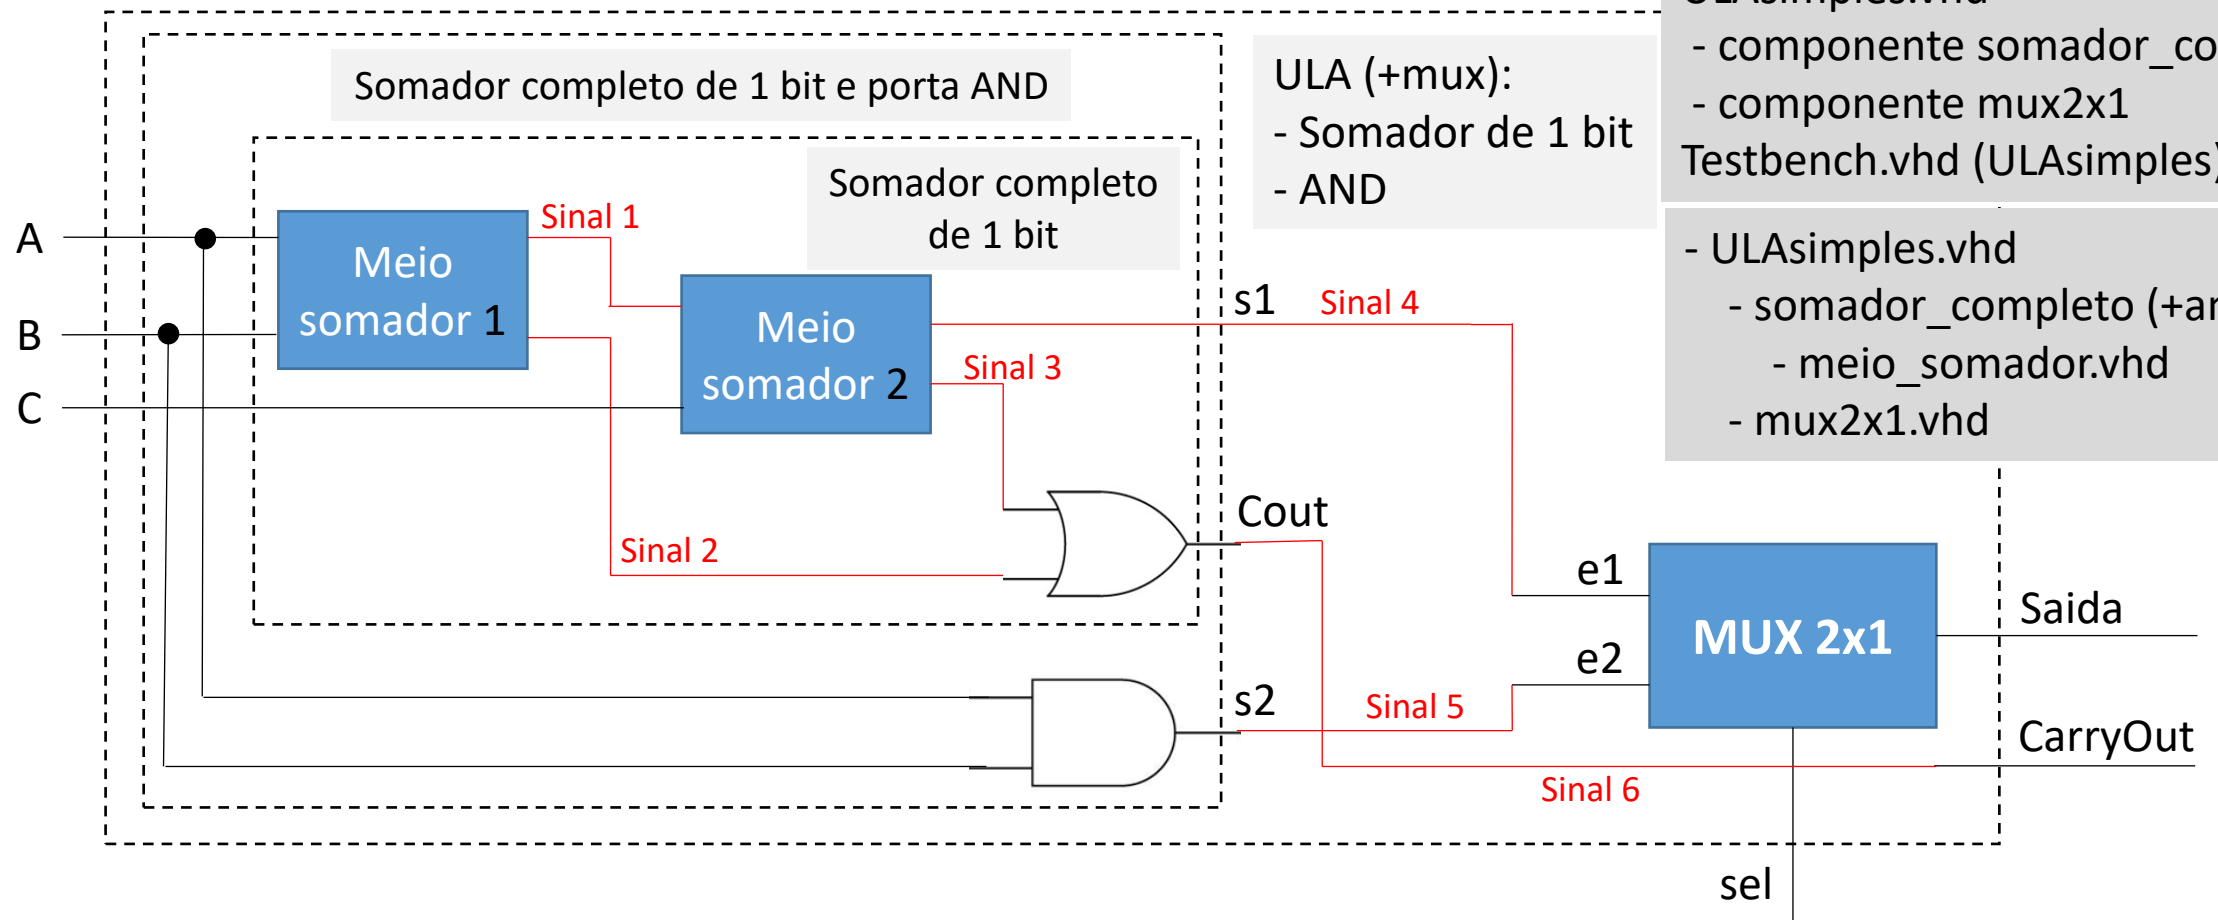 ULAsimples.vhd
- componente somador_co
- componente mux2x1
Testbench.vhd (ULAsimples)
Somador completo de 1 bit e porta AND
ULA (+mux):
- Somador de 1 bit
- AND
Somador completo
de 1 bit
- ULAsimples.vhd
- somador_completo (+an
- meio_somador.vhd
- mux2x1.vhd
A
B
C
Meio
somador 1
Sinal 1
Meio
somador 2
s1
Sinal 4
Sinal 3
Sinal 2
Cout
e1
e2
MUX 2x1
Saida
s2
Sinal 5
CarryOut
Sinal 6
sel